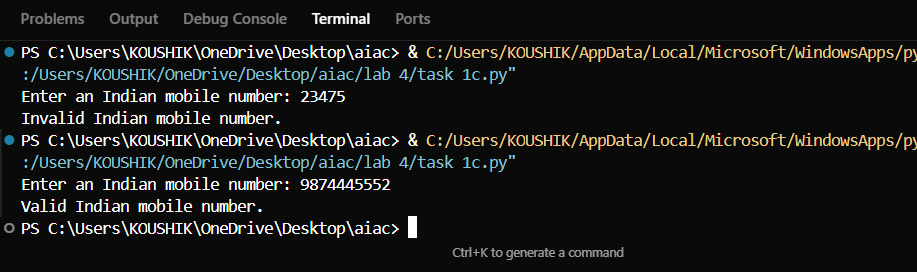 Problems Output Debug Console Terminal Ports
PS C:\Users\KOUSHIK\OneDrive\Desktop\aiac> & C:/Users/KOUSHIK/AppData/Local/Microsoft/WindowsApps/py
:/Users/KOUSHIK/OneDrive/Desktop/aiac/lab 4/task 1c.py"
Enter an Indian mobile number: 23475
Invalid Indian mobile number.
PS C:\Users\KOUSHIK\OneDrive\Desktop\aiac> & C:/Users/KOUSHIK/AppData/Local/Microsoft/WindowsApps/py
:/Users/KOUSHIK/OneDrive/Desktop/aiac/lab 4/task 1c.py"
Enter an Indian mobile number: 9874445552
Valid Indian mobile number.
PS C:\Users\KOUSHIK\OneDrive\Desktop\aiac>
Ctrl+K to generate a command